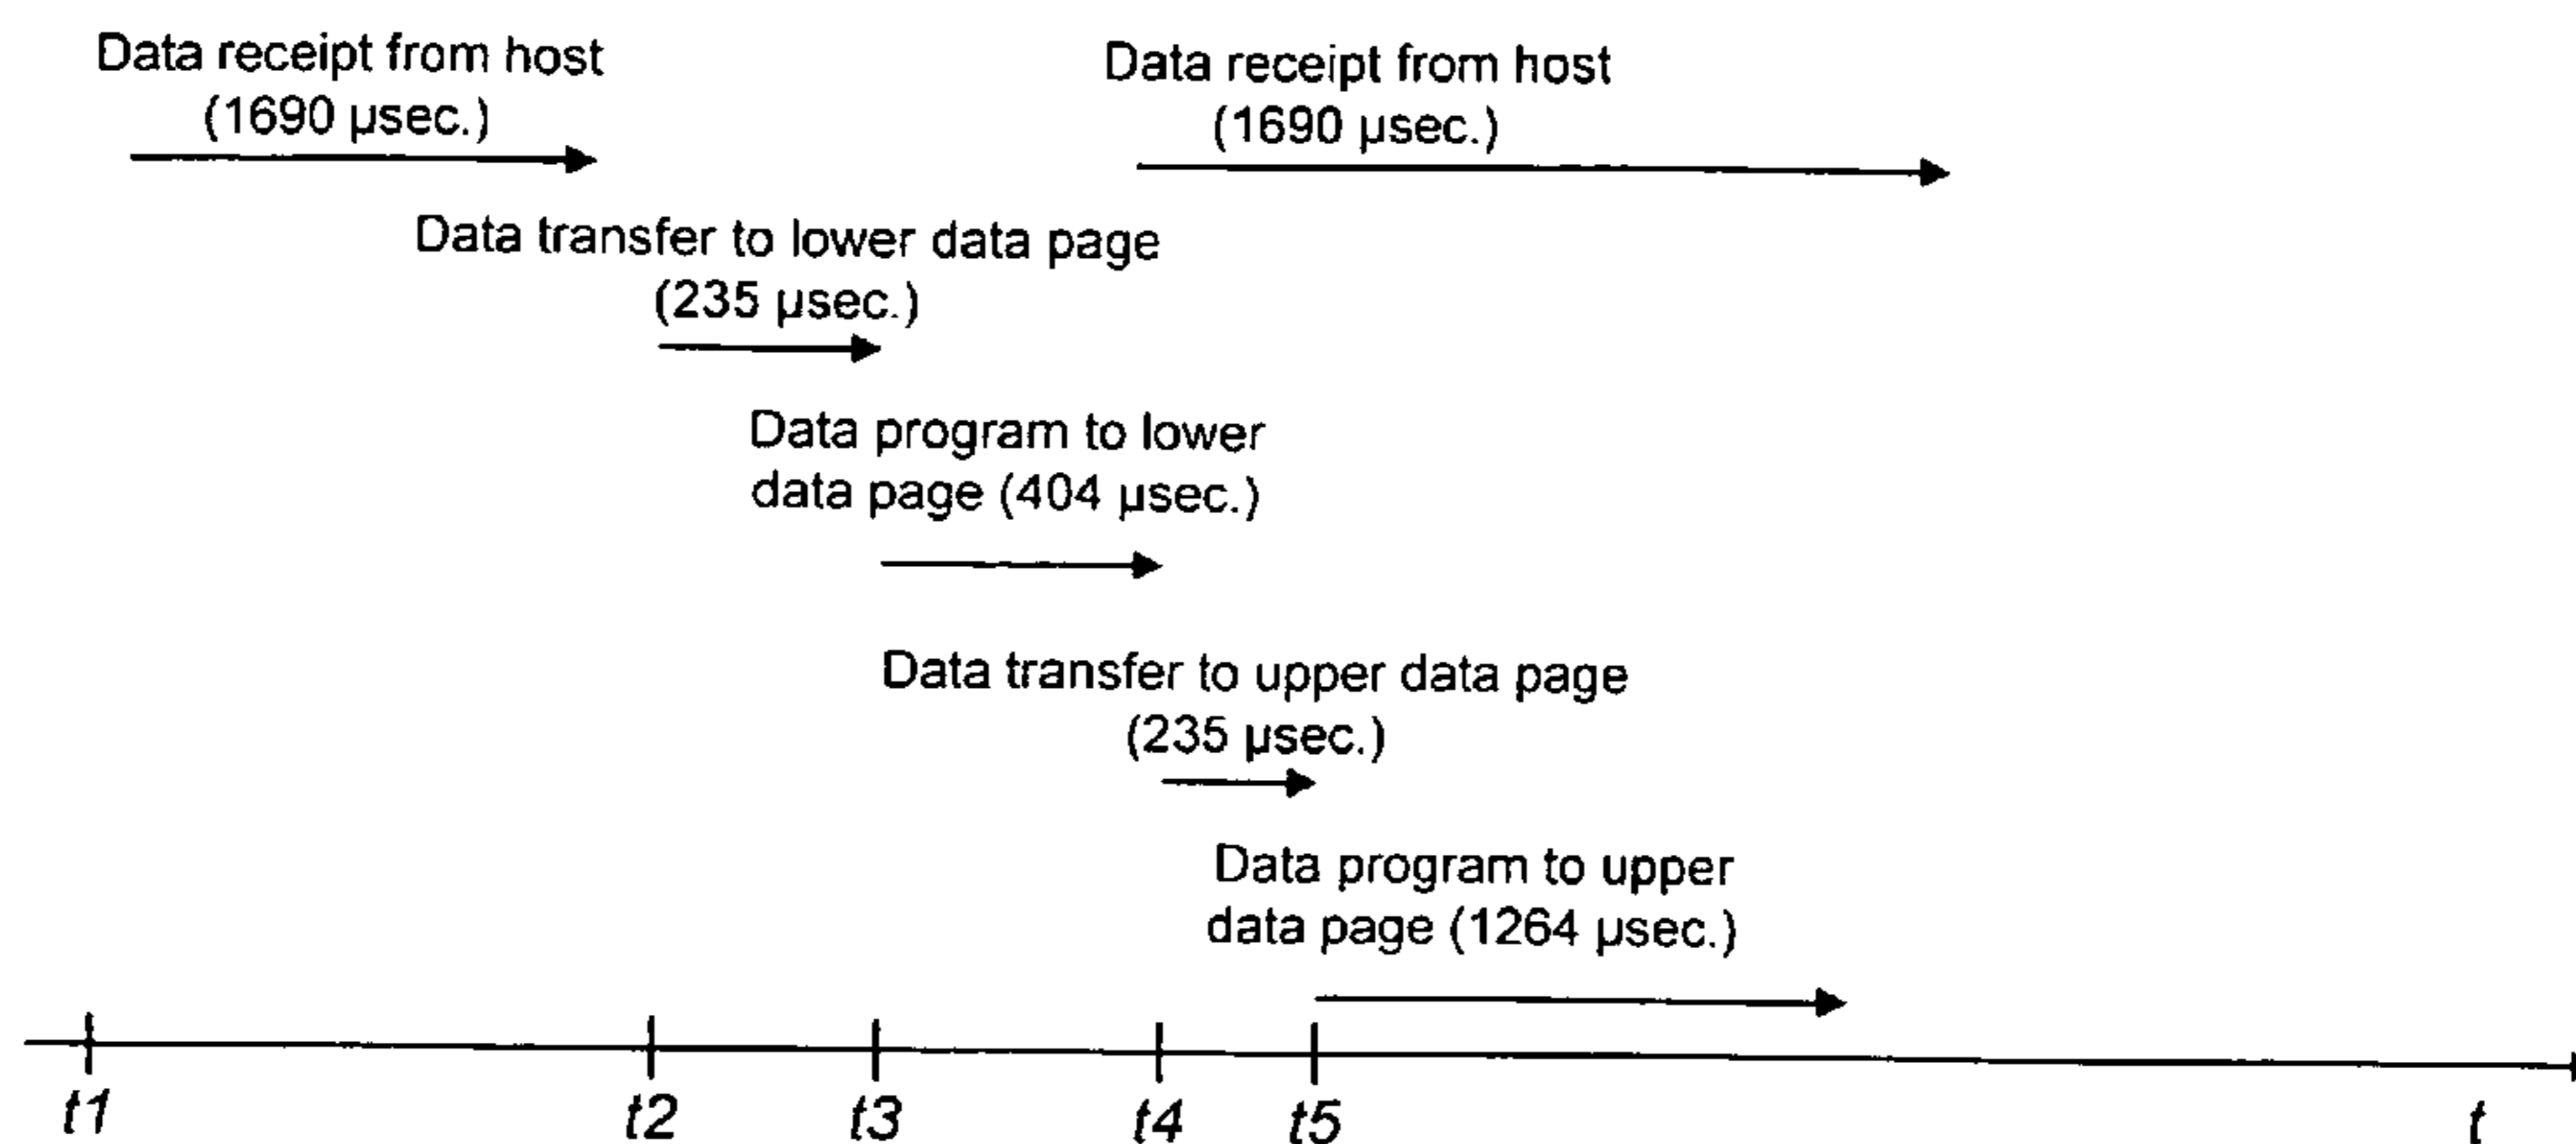 Data receipt from host
(1690 µsec.)
Data receipt from host
(1690 µsec.)
Data transfer to lower data page
(235 µsec.)
Data program to lower
data page (404 µsec.)
Data transfer to upper data page
(235 µsec.)
Data program to upper
data page (1264 µsec.)
t1 t2 t3 t4 t5 t